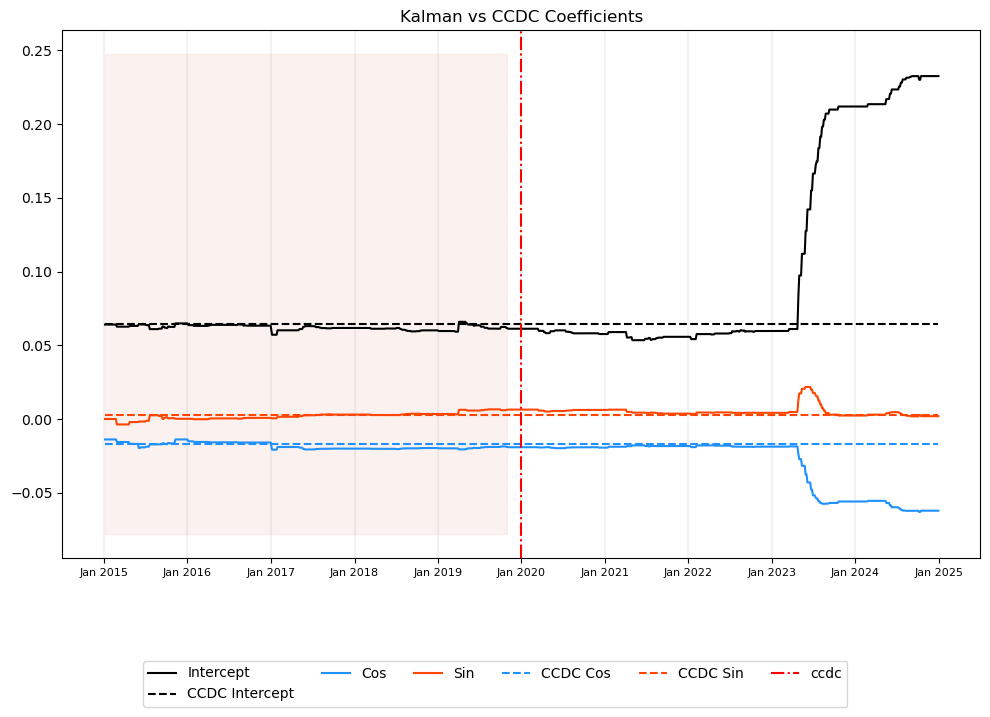 Kalman vs CCDC Coefficients
0.25
0.20
0.15
0.10
0.05
0.00
−0.05
Jan 2015 Jan 2016 Jan 2017 Jan 2018 Jan 2019 Jan 2020 Jan 2021 Jan 2022 Jan 2023 Jan 2024 Jan 2025
Intercept Cos Sin CCDC Cos CCDC Sin ccdc
CCDC Intercept